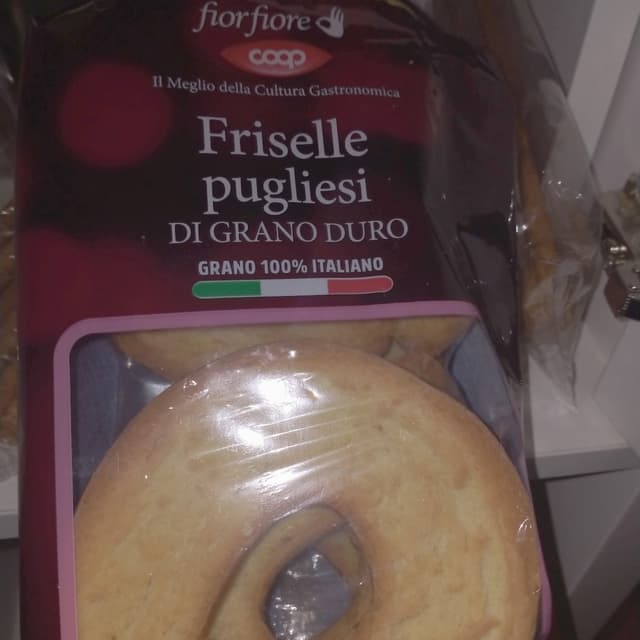 fiorfiore
coop
Il Meglio della Cultura Gastronomica
Friselle
pugliesi
DI GRANO DURO
GRANO 100% ITALIANO